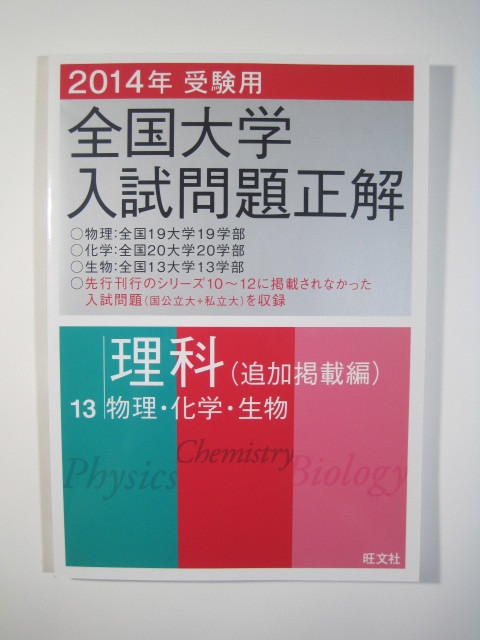 2014年 受験用
全国大学
入試問題正解
○物理:全国19大学19学部
○化学:全国20大学20学部
○生物:全国13大学13学部
○先行刊行のシリーズ10〜12に掲載されなかった
入試問題(国公立大+私立大)を収録
理科(追加掲載編)
13 物理・化学・生物
Physics Chemistry Biology
旺文社